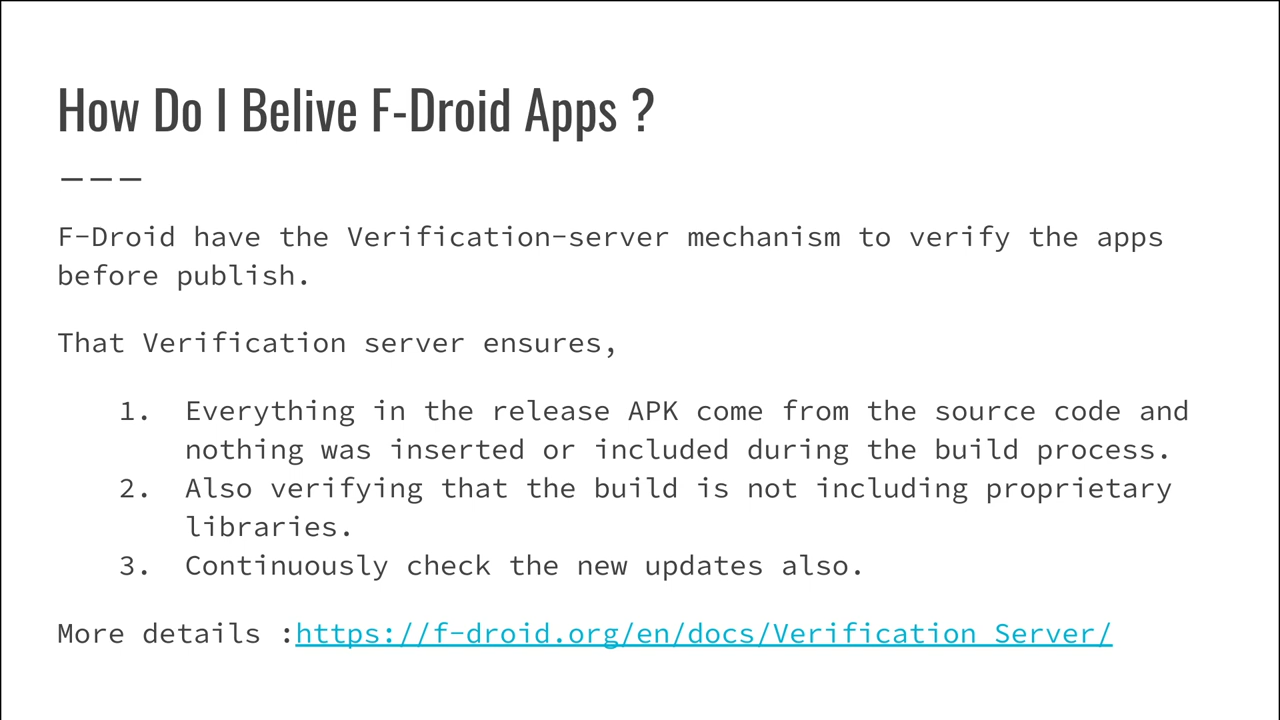 How Do I Belive F-Droid Apps ?
F-Droid have the Verification-server mechanism to verify the apps
before publish.
That Verification server ensures,
1. Everything in the release APK come from the source code and
nothing was inserted or included during the build process.
2. Also verifying that the build is not including proprietary
libraries.
3. Continuously check the new updates also.
More details :https://f-droid.org/en/docs/Verification_Server/